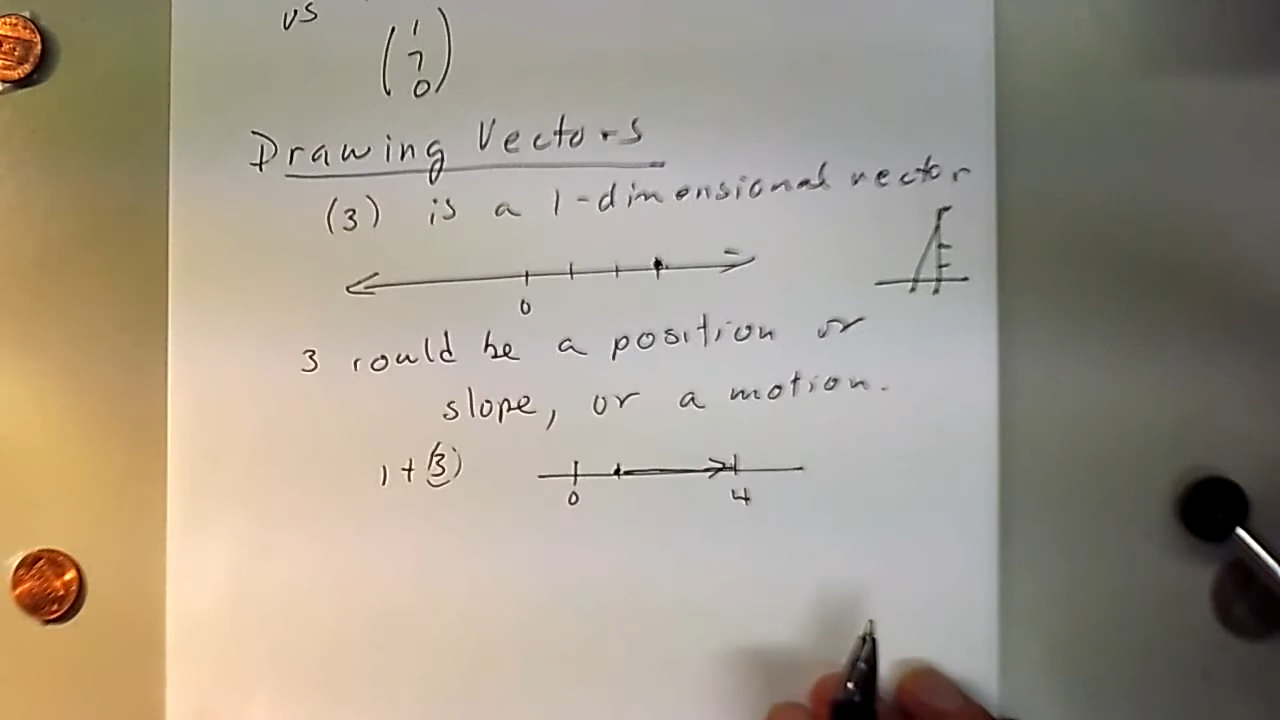 vs
(1
7
0)
Drawing Vectors
(3) is a 1-dimensional vector
0
3 could be a position or
slope, or a motion.
1 + (3)
0 4